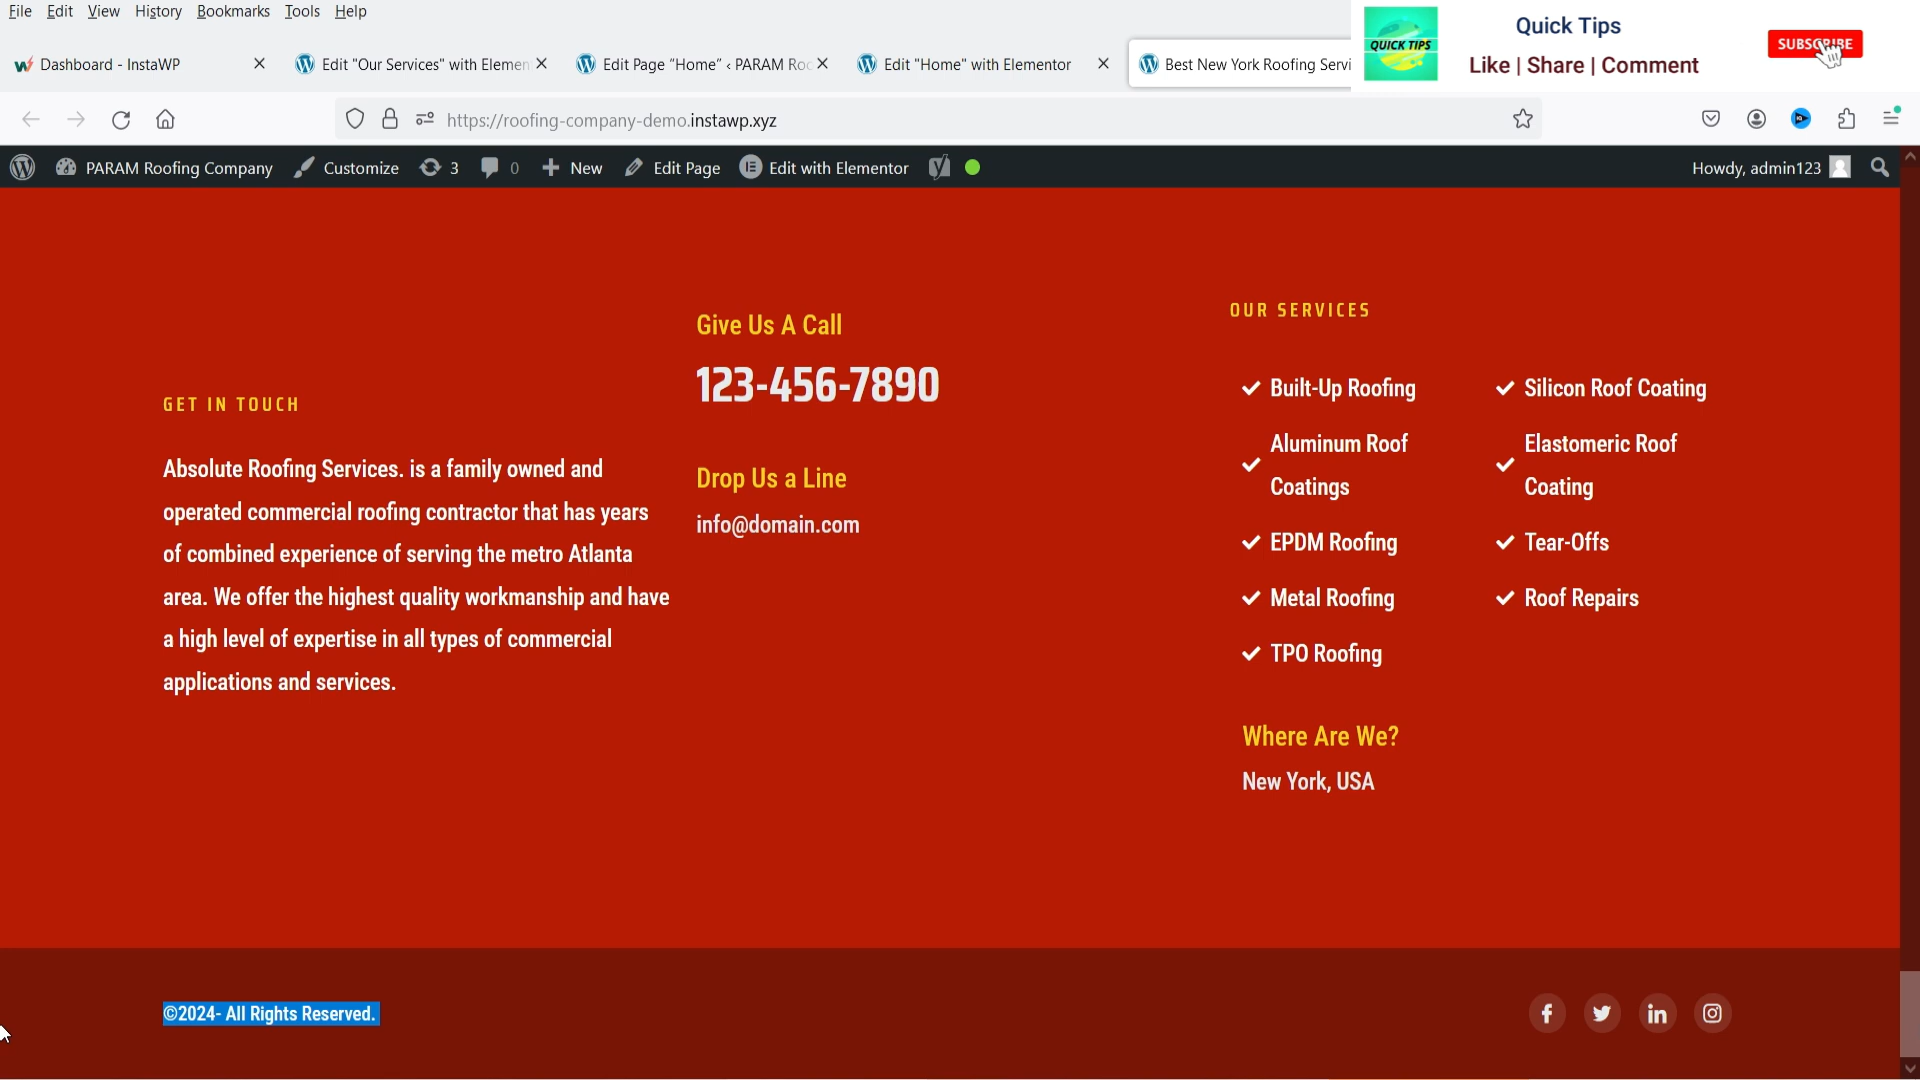 File Edit View History Bookmarks Tools Help
Dashboard - InstaWP
Edit "Our Services" with Elemen
Edit Page "Home" ‹ PARAM Roo
Edit "Home" with Elementor
Best New York Roofing Servi
QUICK TIPS
Quick Tips
Like | Share | Comment
SUBSCRIBE
https://roofing-company-demo.instawp.xyz
PARAM Roofing Company
Customize
3
0
New
Edit Page
Edit with Elementor
Howdy, admin123
GET IN TOUCH
Absolute Roofing Services. is a family owned and
operated commercial roofing contractor that has years
of combined experience of serving the metro Atlanta
area. We offer the highest quality workmanship and have
a high level of expertise in all types of commercial
applications and services.
Give Us A Call
123-456-7890
Drop Us a Line
info@domain.com
OUR SERVICES
Built-Up Roofing
Aluminum Roof
Coatings
EPDM Roofing
Metal Roofing
TPO Roofing
Silicon Roof Coating
Elastomeric Roof
Coating
Tear-Offs
Roof Repairs
Where Are We?
New York, USA
©2024- All Rights Reserved.